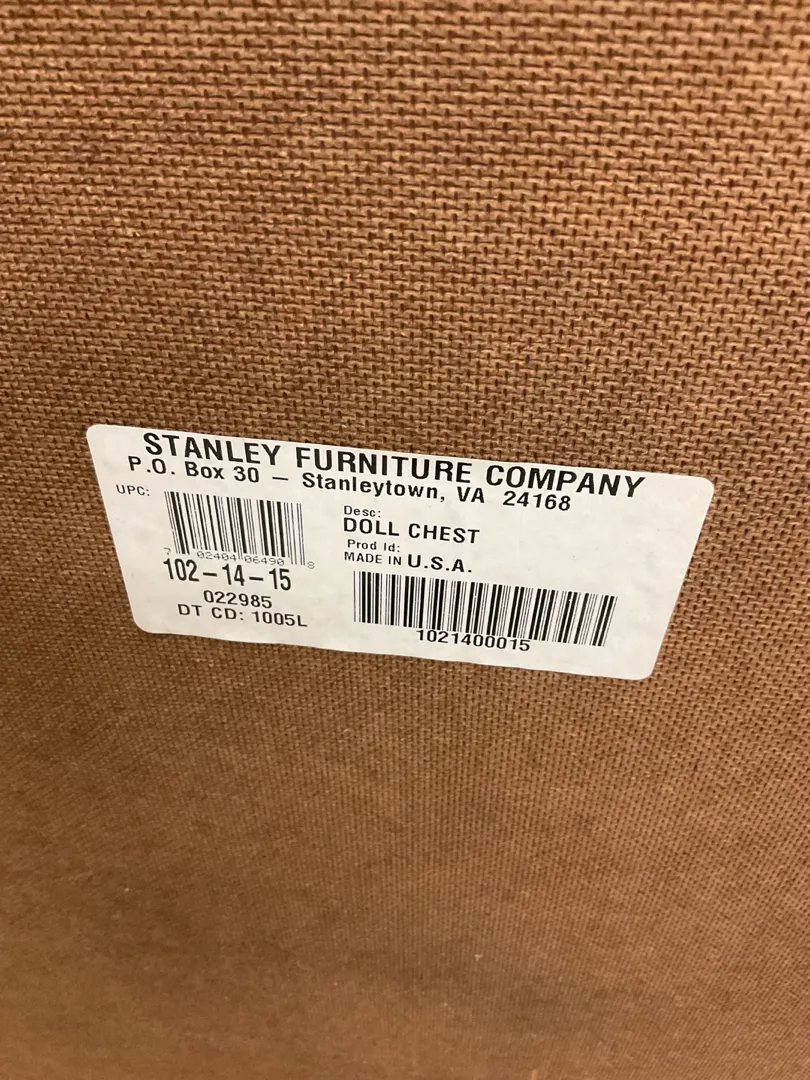 STANLEY FURNITURE COMPANY
P.O. Box 30 – Stanleytown, VA 24168
UPC:
7 02404 06490 8
102-14-15
022985
DT CD: 1005L
Desc:
DOLL CHEST
Prod Id:
MADE IN U.S.A.
1021400015